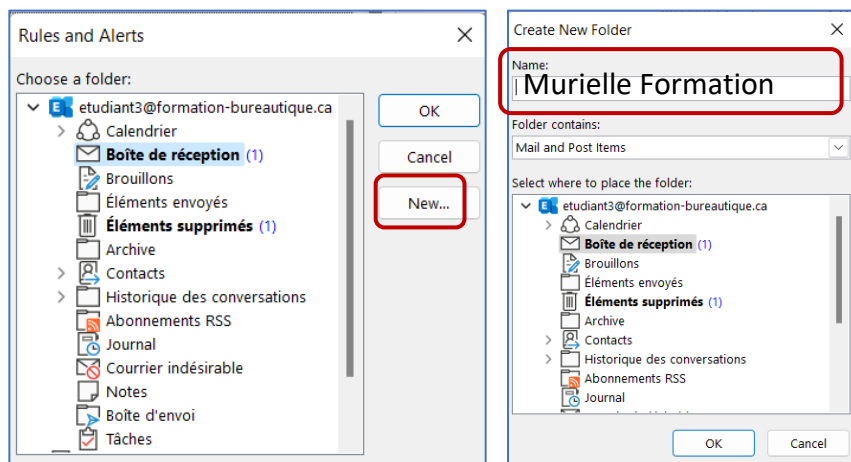 Rules and Alerts
Choose a folder:
etudiant3@formation-bureautique.ca
Calendrier
Boîte de réception (1)
Brouillons
Éléments envoyés
Éléments supprimés (1)
Archive
Contacts
Historique des conversations
Abonnements RSS
Journal
Courrier indésirable
Notes
Boîte d'envoi
Tâches
OK
Cancel
New...
Create New Folder
Name:
Murielle Formation
Folder contains:
Mail and Post Items
Select where to place the folder:
etudiant3@formation-bureautique.ca
Calendrier
Boîte de réception (1)
Brouillons
Éléments envoyés
Éléments supprimés (1)
Archive
Contacts
Historique des conversations
Abonnements RSS
Journal
OK
Cancel